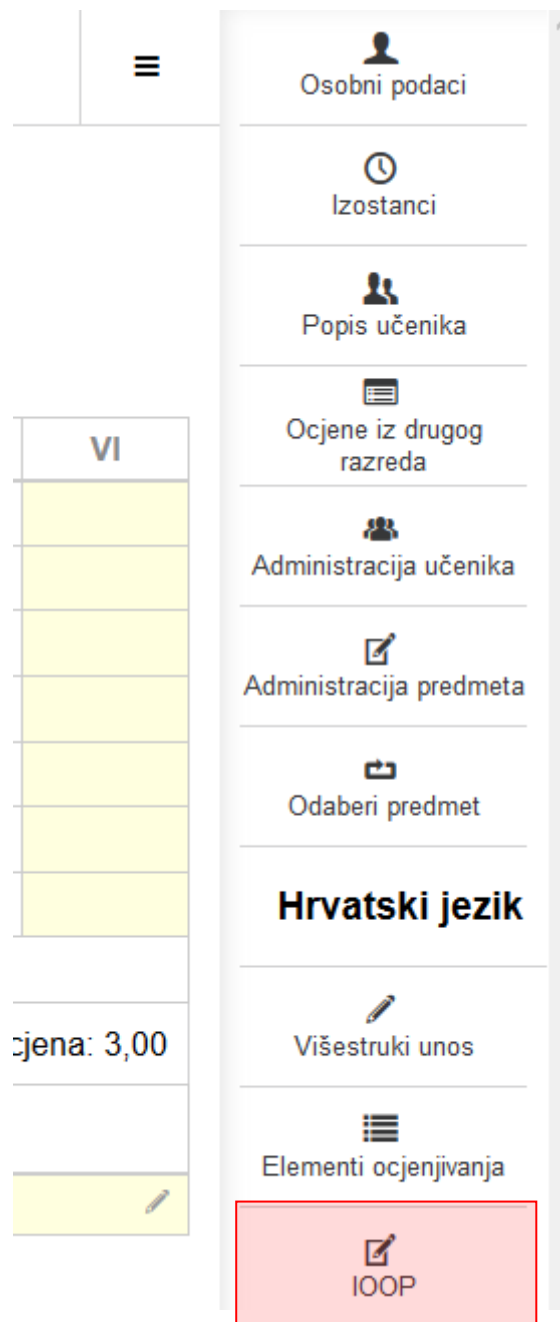 Osobni podaci
Izostanci
Popis učenika
Ocjene iz drugog
razreda
VI
Administracija učenika
Administracija predmeta
Odaberi predmet
Hrvatski jezik
cjena: 3,00
Višestruki unos
Elementi ocjenjivanja
IOOP